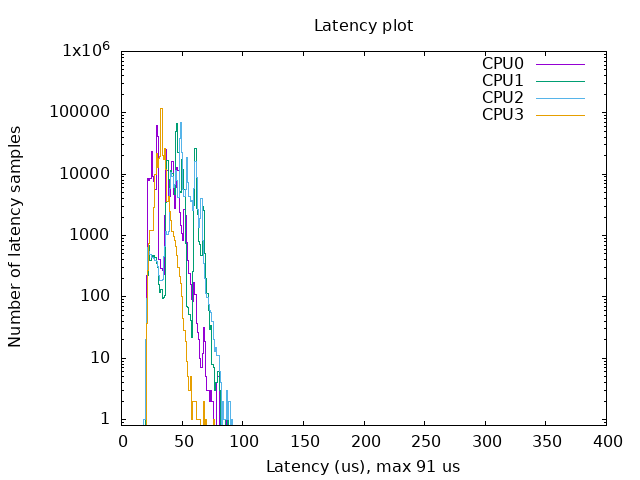 Latency plot
1x10^6
100000
10000
1000
100
10
1
Number of latency samples
CPU0
CPU1
CPU2
CPU3
0 50 100 150 200 250 300 350 400
Latency (us), max 91 us